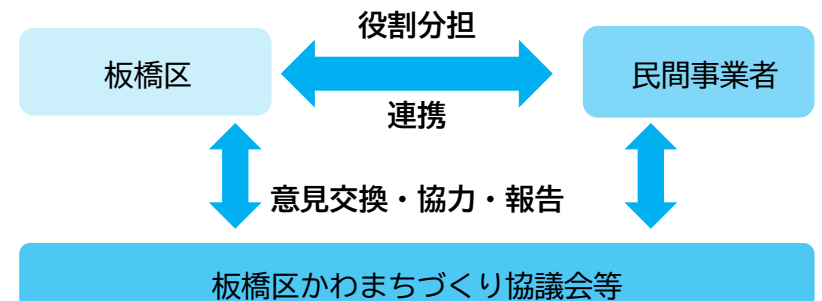 役割分担
板橋区
民間事業者
連携
意見交換・協力・報告
板橋区かわまちづくり協議会等